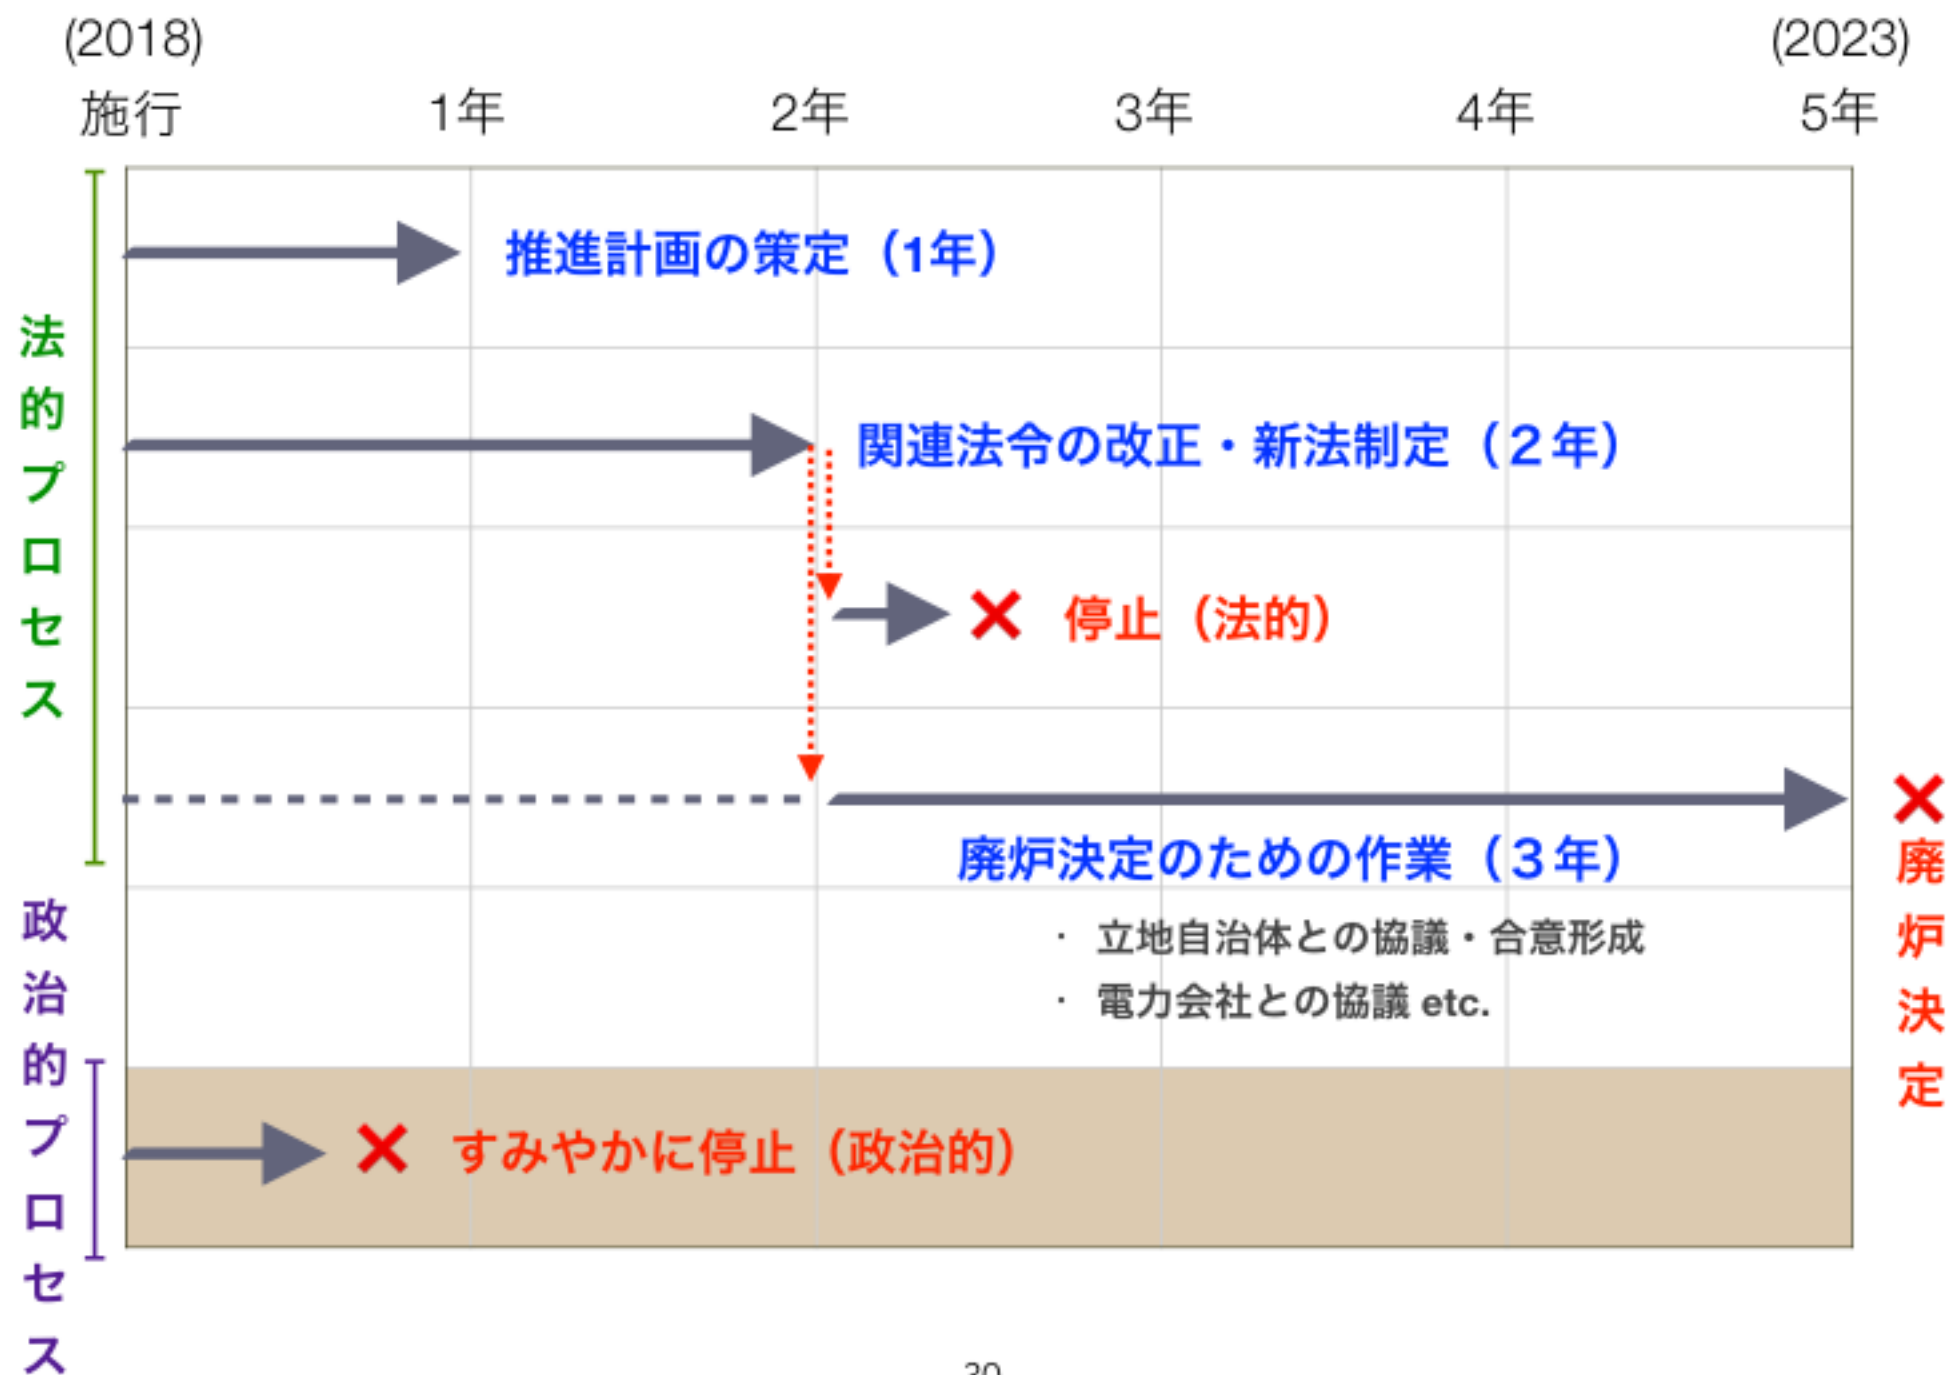 (2018)
(2023)
施行
1年
2年
3年
4年
5年
法的プロセス
推進計画の策定（1年）
関連法令の改正・新法制定（２年）
停止（法的）
廃炉決定のための作業（３年）
・ 立地自治体との協議・合意形成
・ 電力会社との協議 etc.
廃炉決定
政治的プロセス
すみやかに停止（政治的）